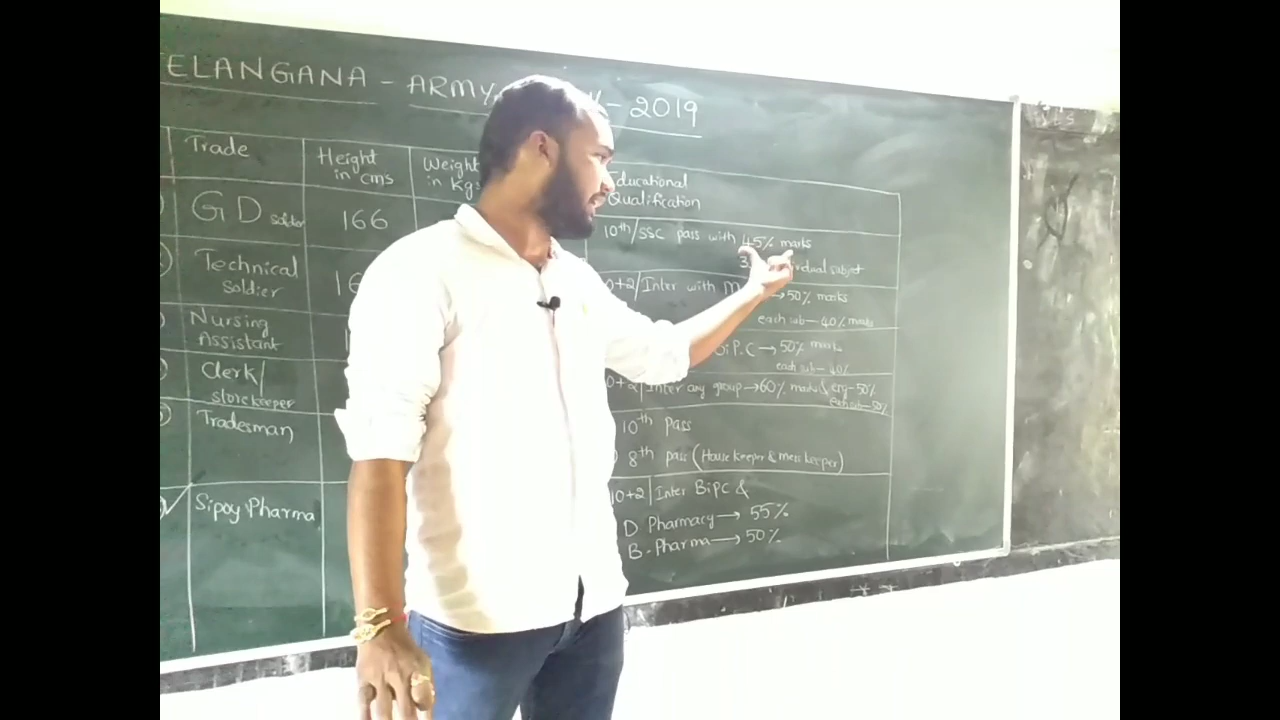 ELANGANA - ARMY - 2019
Trade
Height in cms
Weight in Kgs
Educational Qualification
GD soldier
166
10th/SSC pass with 45% marks
subject
Technical soldier
10+2/Inter with
→ 50% marks
each sub - 40% marks
Nursing Assistant
BiP.C → 50% marks
each sub - 40%
Clerk/
store keeper
10+2/Inter any group → 60% marks & eng - 50%
each sub - 50%
Tradesman
10th Pass
8th pass (House keeper & mess keeper)
✓ Sipoy Pharma
10+2/Inter BiPC &
D Pharmacy → 55%
B-Pharma → 50%